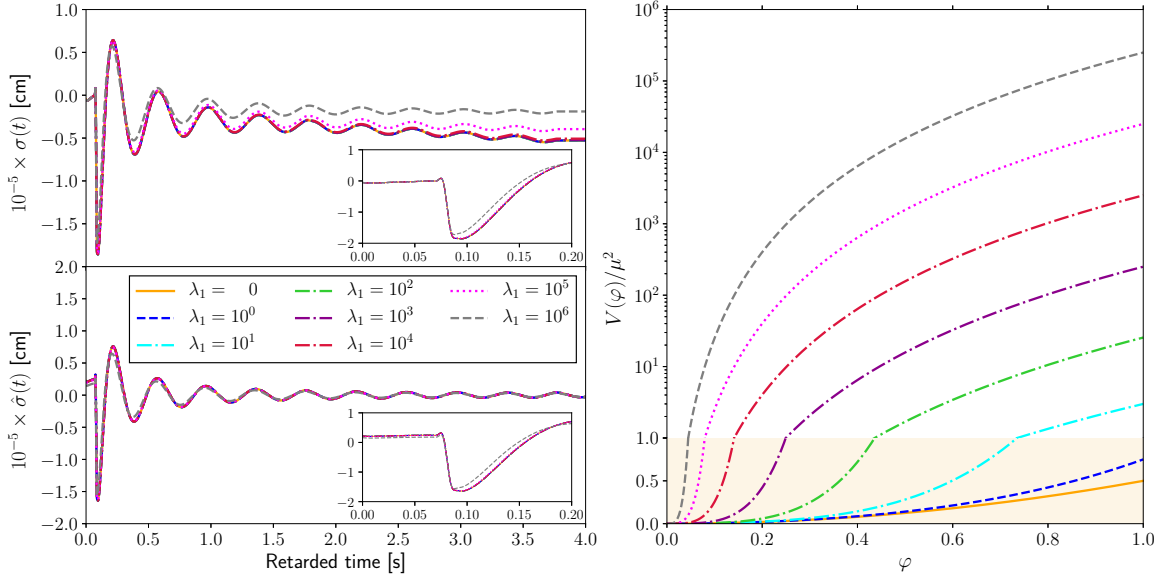 1.0
0.5
0.0
−0.5
−1.0
−1.5
2.0
10⁻⁵ × σ(t) [cm]
1
0
−1
−2
0.00 0.05 0.10 0.15 0.20
λ₁ = 0
λ₁ = 10⁰
λ₁ = 10¹
λ₁ = 10²
λ₁ = 10³
λ₁ = 10⁴
λ₁ = 10⁵
λ₁ = 10⁶
1.0
0.5
0.0
−0.5
−1.0
−1.5
−2.0
10⁻⁵ × σ̂(t) [cm]
1
0
−1
−2
0.00 0.05 0.10 0.15 0.20
0.0 0.5 1.0 1.5 2.0 2.5 3.0 3.5 4.0
Retarded time [s]
10⁶
10⁵
10⁴
10³
10²
10¹
1.0
0.5
0.0
V(φ)/μ²
0.0 0.2 0.4 0.6 0.8 1.0
φ